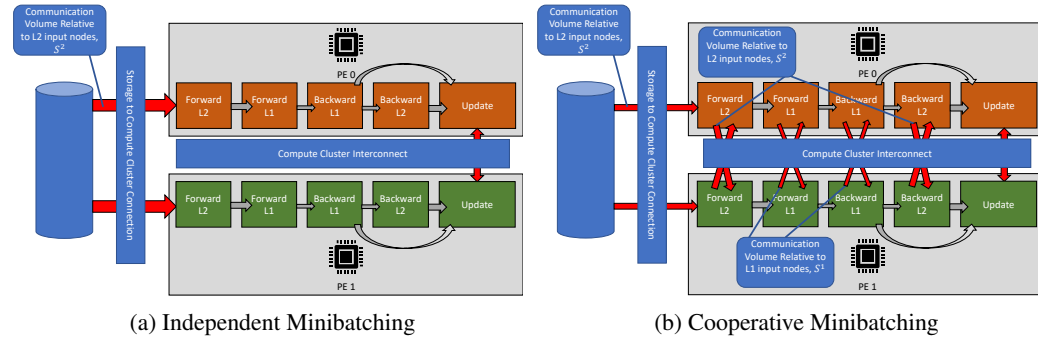 Communication
Volume Relative
to L2 input nodes,
S²
Storage to Compute Cluster Connection
PE 0
Forward
L2
Forward
L1
Backward
L1
Backward
L2
Update
Compute Cluster Interconnect
Forward
L2
Forward
L1
Backward
L1
Backward
L2
Update
PE 1
(a) Independent Minibatching
Communication
Volume Relative
to L2 input nodes,
S²
Storage to Compute Cluster Connection
Communication
Volume Relative to
L2 input nodes, S²
PE 0
Forward
L2
Forward
L1
Backward
L1
Backward
L2
Update
Compute Cluster Interconnect
Forward
L2
Forward
L1
Backward
L1
Backward
L2
Update
Communication
Volume Relative to
L1 input nodes, S¹
PE 1
(b) Cooperative Minibatching